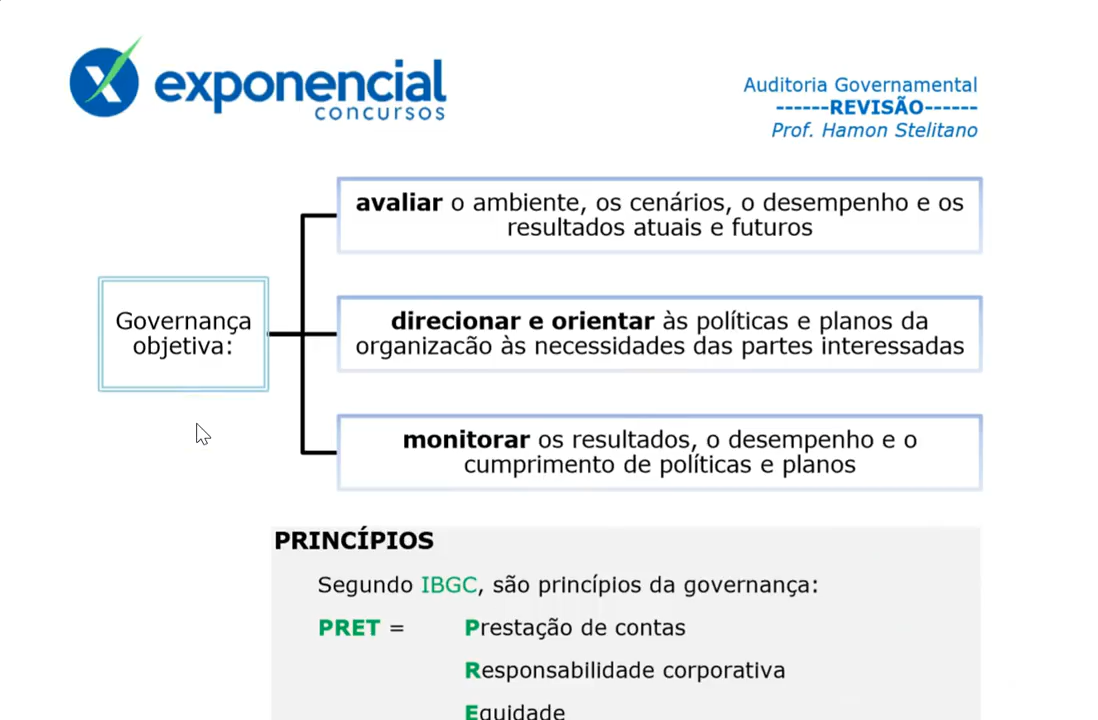 exponencial
concursos
Auditoria Governamental
------REVISÃO------
Prof. Hamon Stelitano
Governança
objetiva:
avaliar o ambiente, os cenários, o desempenho e os
resultados atuais e futuros
direcionar e orientar às políticas e planos da
organizacão às necessidades das partes interessadas
monitorar os resultados, o desempenho e o
cumprimento de políticas e planos
PRINCÍPIOS
Segundo IBGC, são princípios da governança:
PRET = Prestação de contas
Responsabilidade corporativa
Equidade